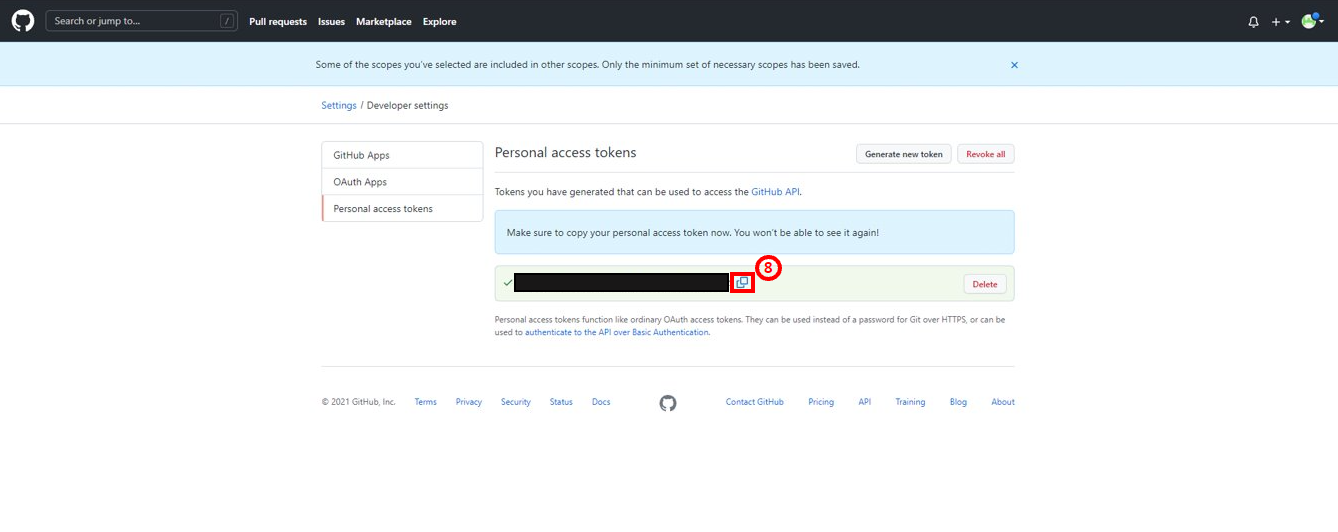 Search or jump to... /
Pull requests Issues Marketplace Explore
Some of the scopes you've selected are included in other scopes. Only the minimum set of necessary scopes has been saved.
Settings / Developer settings
GitHub Apps
OAuth Apps
Personal access tokens
Personal access tokens
Generate new token Revoke all
Tokens you have generated that can be used to access the GitHub API.
Make sure to copy your personal access token now. You won't be able to see it again!
8
Delete
Personal access tokens function like ordinary OAuth access tokens. They can be used instead of a password for Git over HTTPS, or can be
used to authenticate to the API over Basic Authentication.
© 2021 GitHub, Inc. Terms Privacy Security Status Docs Contact GitHub Pricing API Training Blog About